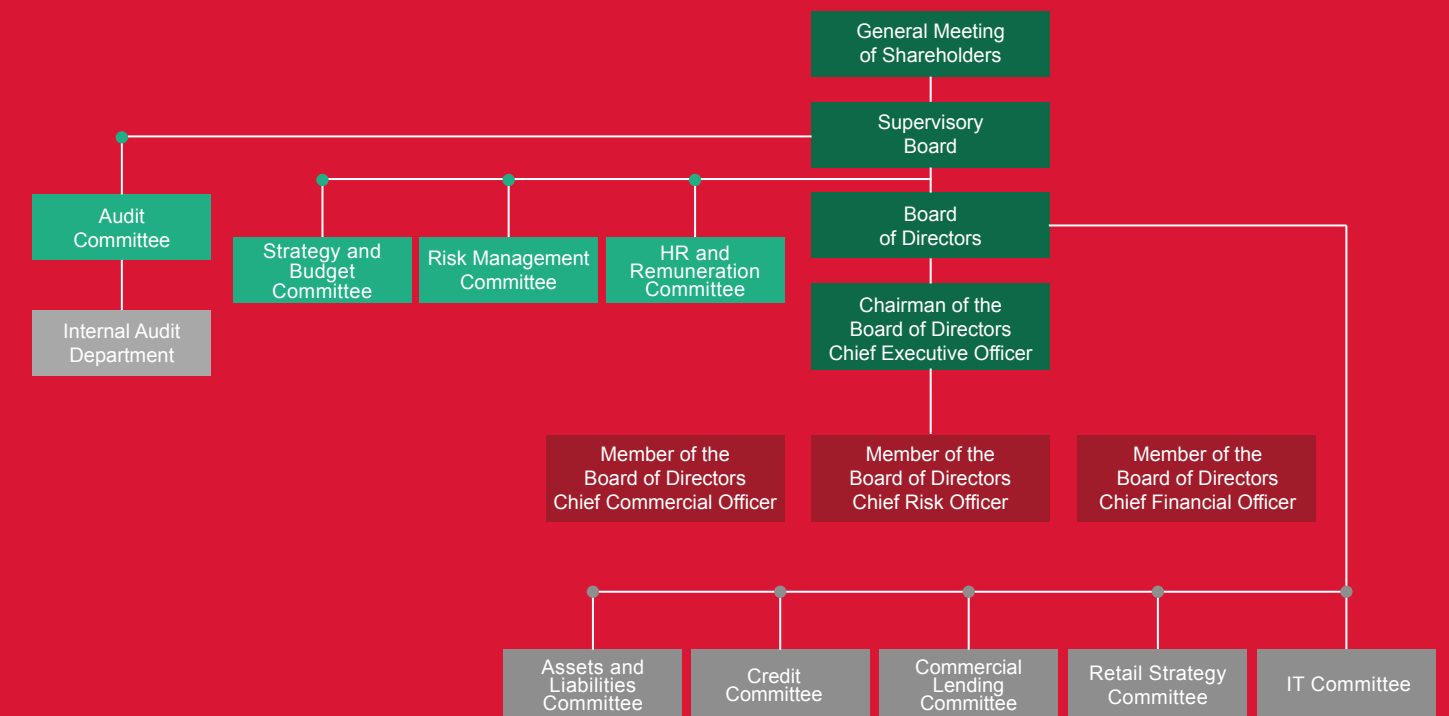 General Meeting
of Shareholders
Supervisory
Board
Audit
Committee
Strategy and
Budget
Committee
Risk Management
Committee
HR and
Remuneration
Committee
Board
of Directors
Internal Audit
Department
Chairman of the
Board of Directors
Chief Executive Officer
Member of the
Board of Directors
Chief Commercial Officer
Member of the
Board of Directors
Chief Risk Officer
Member of the
Board of Directors
Chief Financial Officer
Assets and
Liabilities
Committee
Credit
Committee
Commercial
Lending
Committee
Retail Strategy
Committee
IT Committee